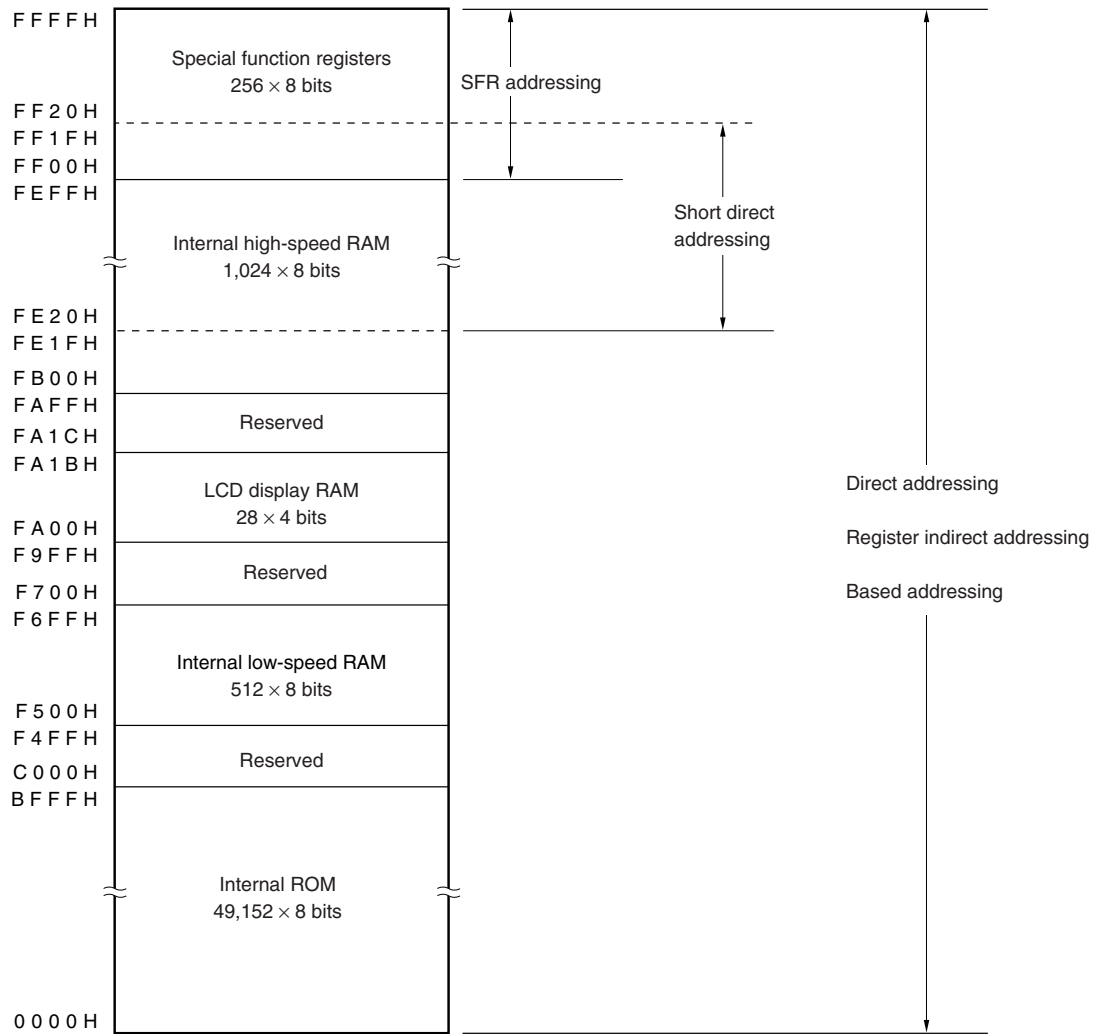 FFFFH
Special function registers
256 × 8 bits
SFR addressing
FF20H
FF1FH
FF00H
FEFFH
Short direct
addressing
Internal high-speed RAM
1,024 × 8 bits
FE20H
FE1FH
FB00H
FAFFH
Reserved
FA1CH
FA1BH
LCD display RAM
28 × 4 bits
FA00H
F9FFH
Reserved
F700H
F6FFH
Internal low-speed RAM
512 × 8 bits
F500H
F4FFH
Reserved
C000H
BFFFH
Internal ROM
49,152 × 8 bits
0000H
Direct addressing
Register indirect addressing
Based addressing